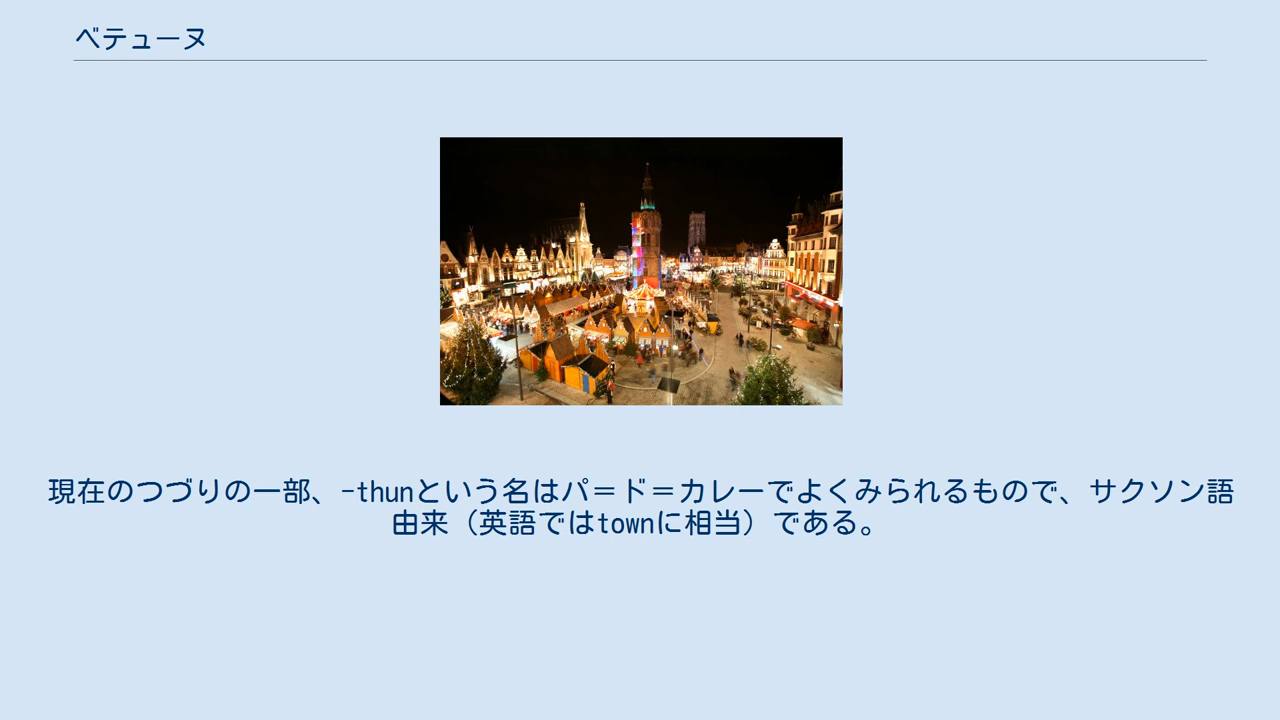 ベテューヌ
現在のつづりの一部、-thunという名はパ＝ド＝カレーでよくみられるもので、サクソン語
由来（英語ではtownに相当）である。